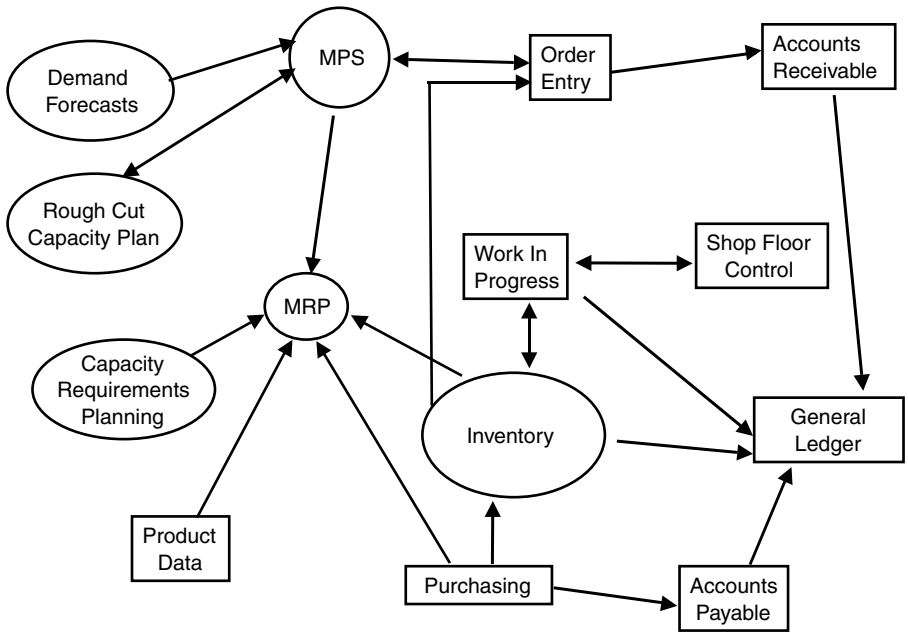 MPS
Order
Entry
Accounts
Receivable
Demand
Forecasts
Rough Cut
Capacity Plan
Work In
Progress
Shop Floor
Control
MRP
Capacity
Requirements
Planning
Inventory
General
Ledger
Product
Data
Purchasing
Accounts
Payable